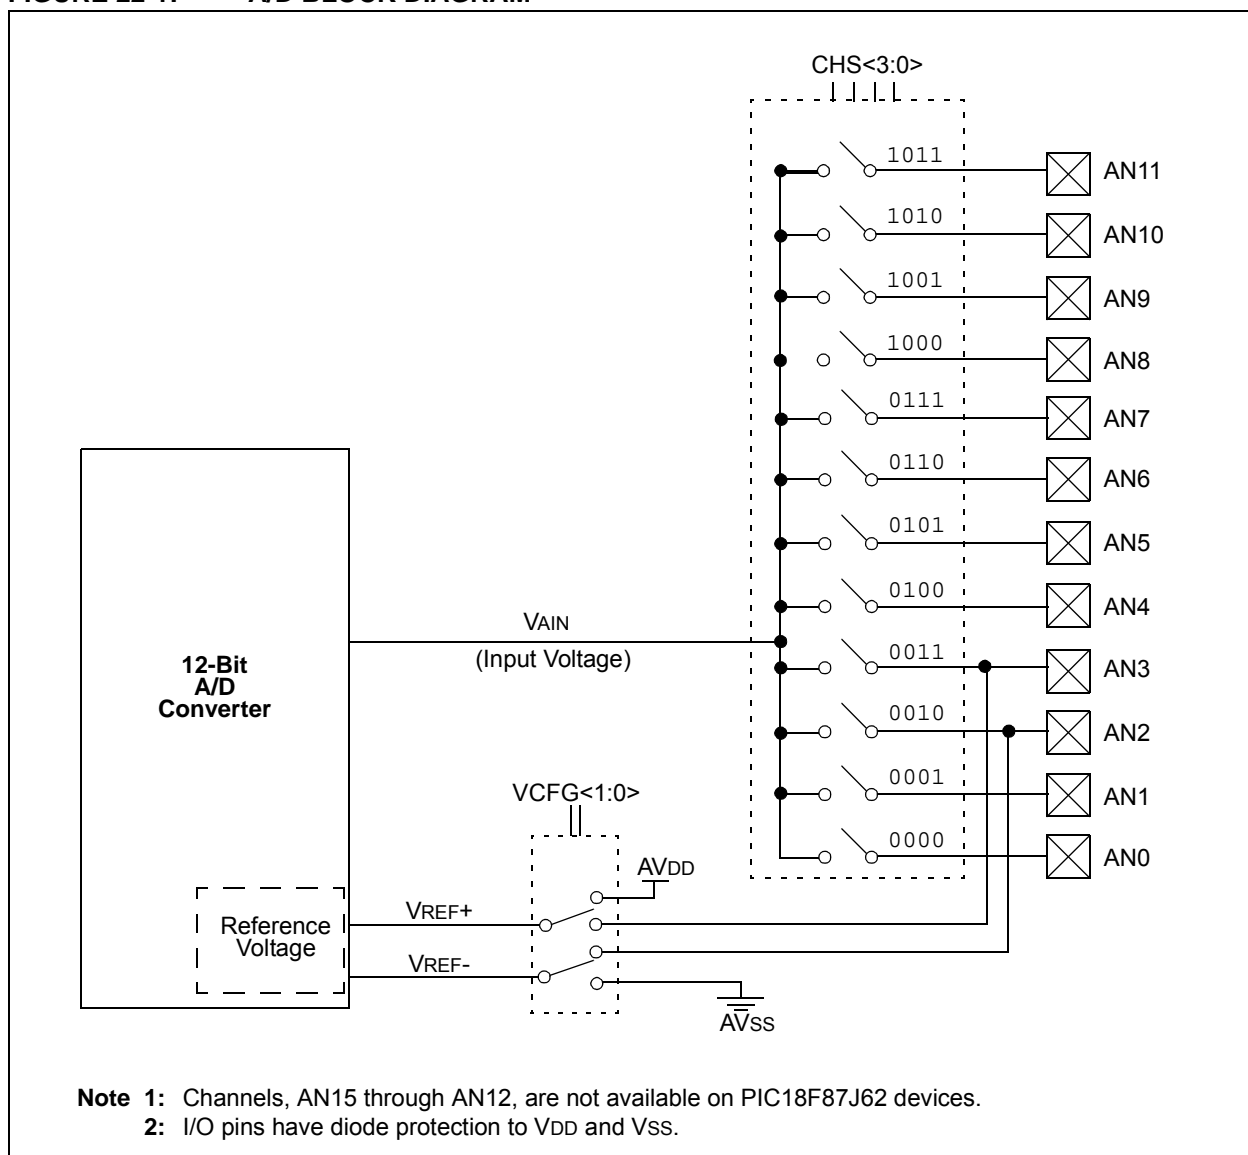 CHS<3:0>
1011 AN11
1010 AN10
1001 AN9
1000 AN8
0111 AN7
0110 AN6
0101 AN5
0100 AN4
VAIN
(Input Voltage)
12-Bit
A/D
Converter
0011 AN3
0010 AN2
0001 AN1
0000 AN0
VCFG<1:0>
AVDD
Reference
Voltage
VREF+
VREF-
AVSS
Note 1: Channels, AN15 through AN12, are not available on PIC18F87J62 devices.
2: I/O pins have diode protection to VDD and VSS.